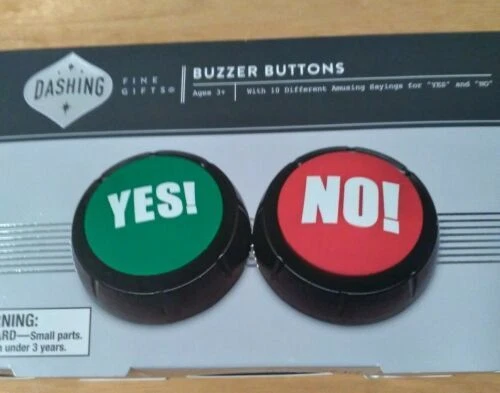 DASHING
FINE
GIFTS®
BUZZER BUTTONS
Ages 3+
With 10 Different Amusing Sayings for "YES" and "NO"
YES!
NO!
NING:
ARD—Small parts.
under 3 years.